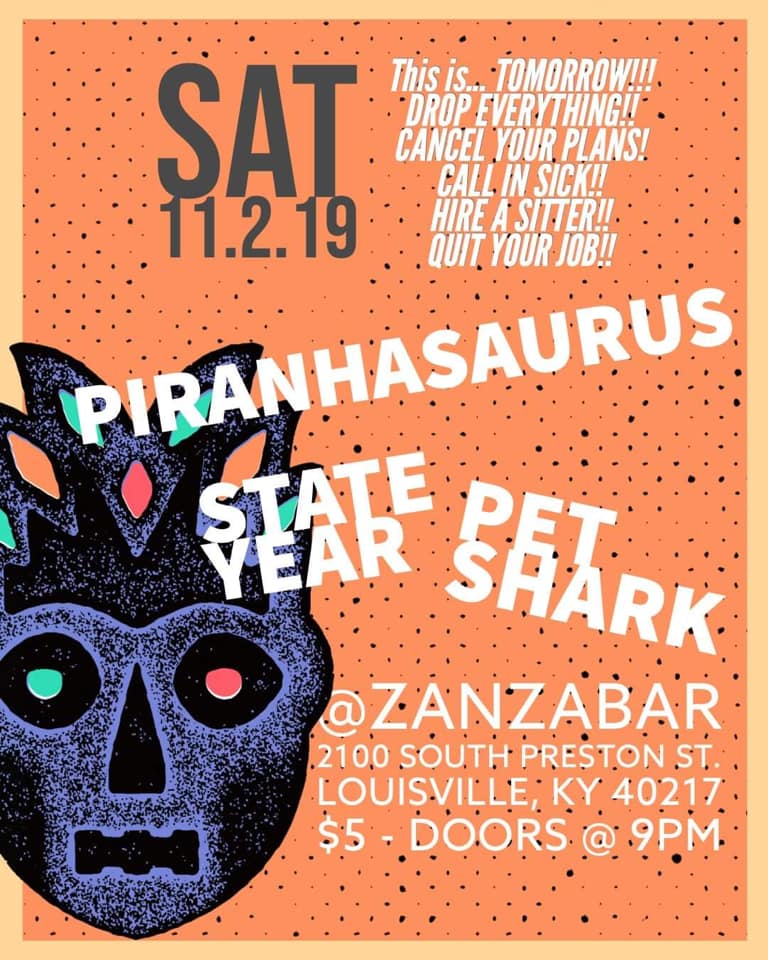 SAT
11.2.19
This is... TOMORROW!!!
DROP EVERYTHING!!
CANCEL YOUR PLANS!
CALL IN SICK!!
HIRE A SITTER!!
QUIT YOUR JOB!!
PIRANHASAURUS
STATE
YEAR
PET
SHARK
@ZANZABAR
2100 SOUTH PRESTON ST.
LOUISVILLE, KY 40217
$5 - DOORS @ 9PM